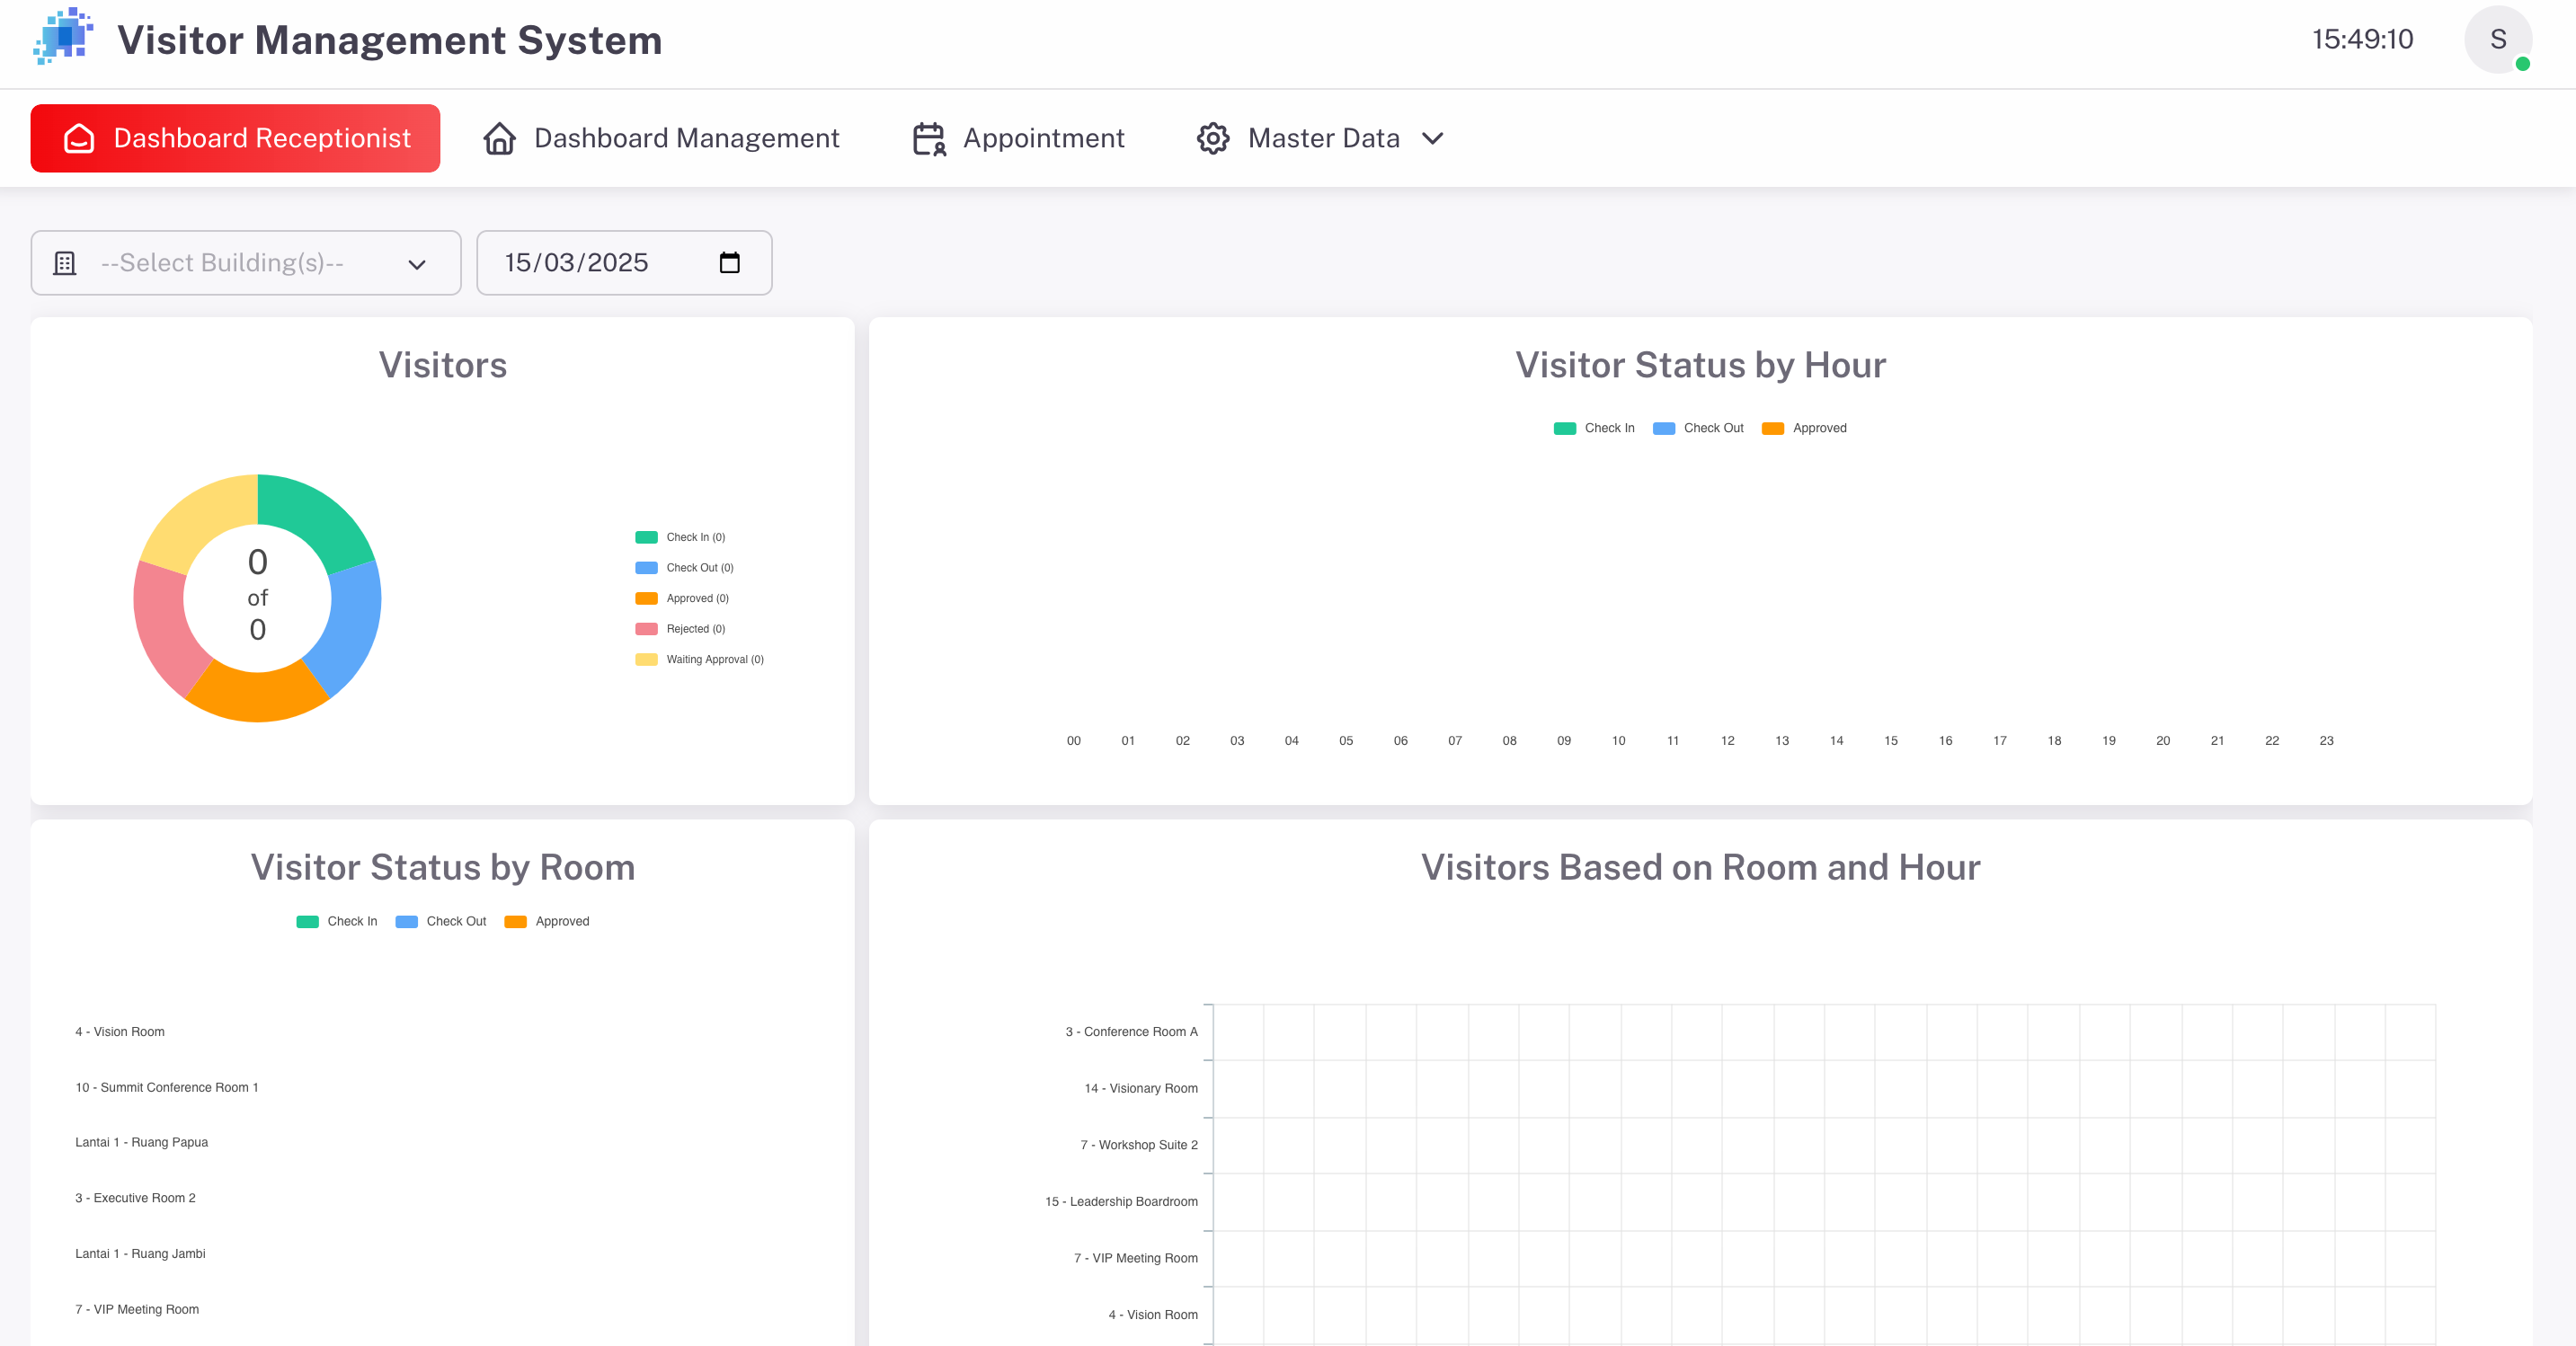 Visitor Management System
15:49:10
S
Dashboard Receptionist
Dashboard Management
Appointment
Master Data
--Select Building(s)--
15/03/2025
Visitors
0
of
0
Check In (0)
Check Out (0)
Approved (0)
Rejected (0)
Waiting Approval (0)
Visitor Status by Hour
Check In Check Out Approved
00 01 02 03 04 05 06 07 08 09 10 11 12 13 14 15 16 17 18 19 20 21 22 23
Visitor Status by Room
Check In Check Out Approved
4 - Vision Room
10 - Summit Conference Room 1
Lantai 1 - Ruang Papua
3 - Executive Room 2
Lantai 1 - Ruang Jambi
7 - VIP Meeting Room
Visitors Based on Room and Hour
3 - Conference Room A
14 - Visionary Room
7 - Workshop Suite 2
15 - Leadership Boardroom
7 - VIP Meeting Room
4 - Vision Room